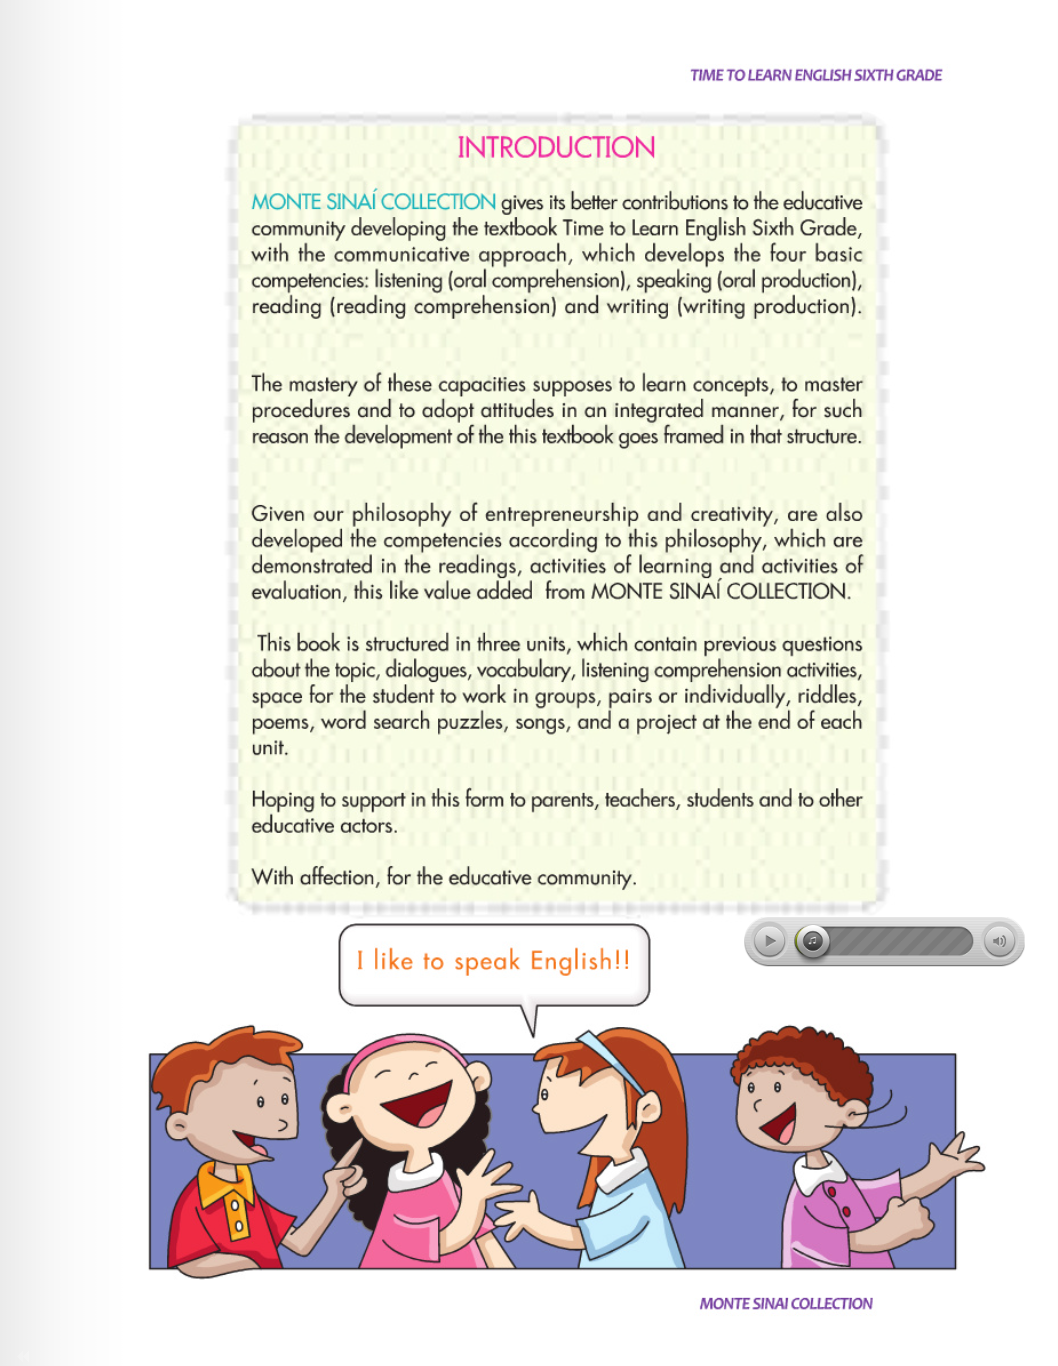 TIME TO LEARN ENGLISH SIXTH GRADE
INTRODUCTION
MONTE SINAÍ COLLECTION gives its better contributions to the educative
community developing the textbook Time to Learn English Sixth Grade,
with the communicative approach, which develops the four basic
competencies: listening (oral comprehension), speaking (oral production),
reading (reading comprehension) and writing (writing production).
The mastery of these capacities supposes to learn concepts, to master
procedures and to adopt attitudes in an integrated manner, for such
reason the development of the this textbook goes framed in that structure.
Given our philosophy of entrepreneurship and creativity, are also
developed the competencies according to this philosophy, which are
demonstrated in the readings, activities of learning and activities of
evaluation, this like value added from MONTE SINAÍ COLLECTION.
This book is structured in three units, which contain previous questions
about the topic, dialogues, vocabulary, listening comprehension activities,
space for the student to work in groups, pairs or individually, riddles,
poems, word search puzzles, songs, and a project at the end of each
unit.
Hoping to support in this form to parents, teachers, students and to other
educative actors.
With affection, for the educative community.
I like to speak English!!
MONTE SINAI COLLECTION